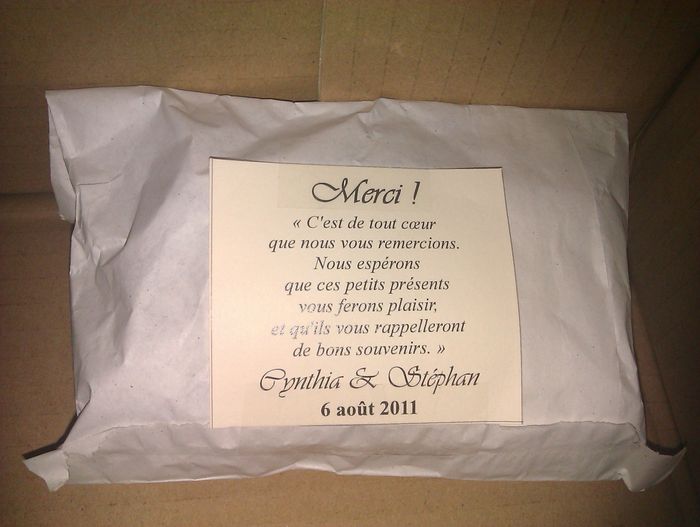 Merci !
« C'est de tout cœur
que nous vous remercions.
Nous espérons
que ces petits présents
vous ferons plaisir,
et qu'ils vous rappelleront
de bons souvenirs. »
Cynthia & Stéphan
6 août 2011